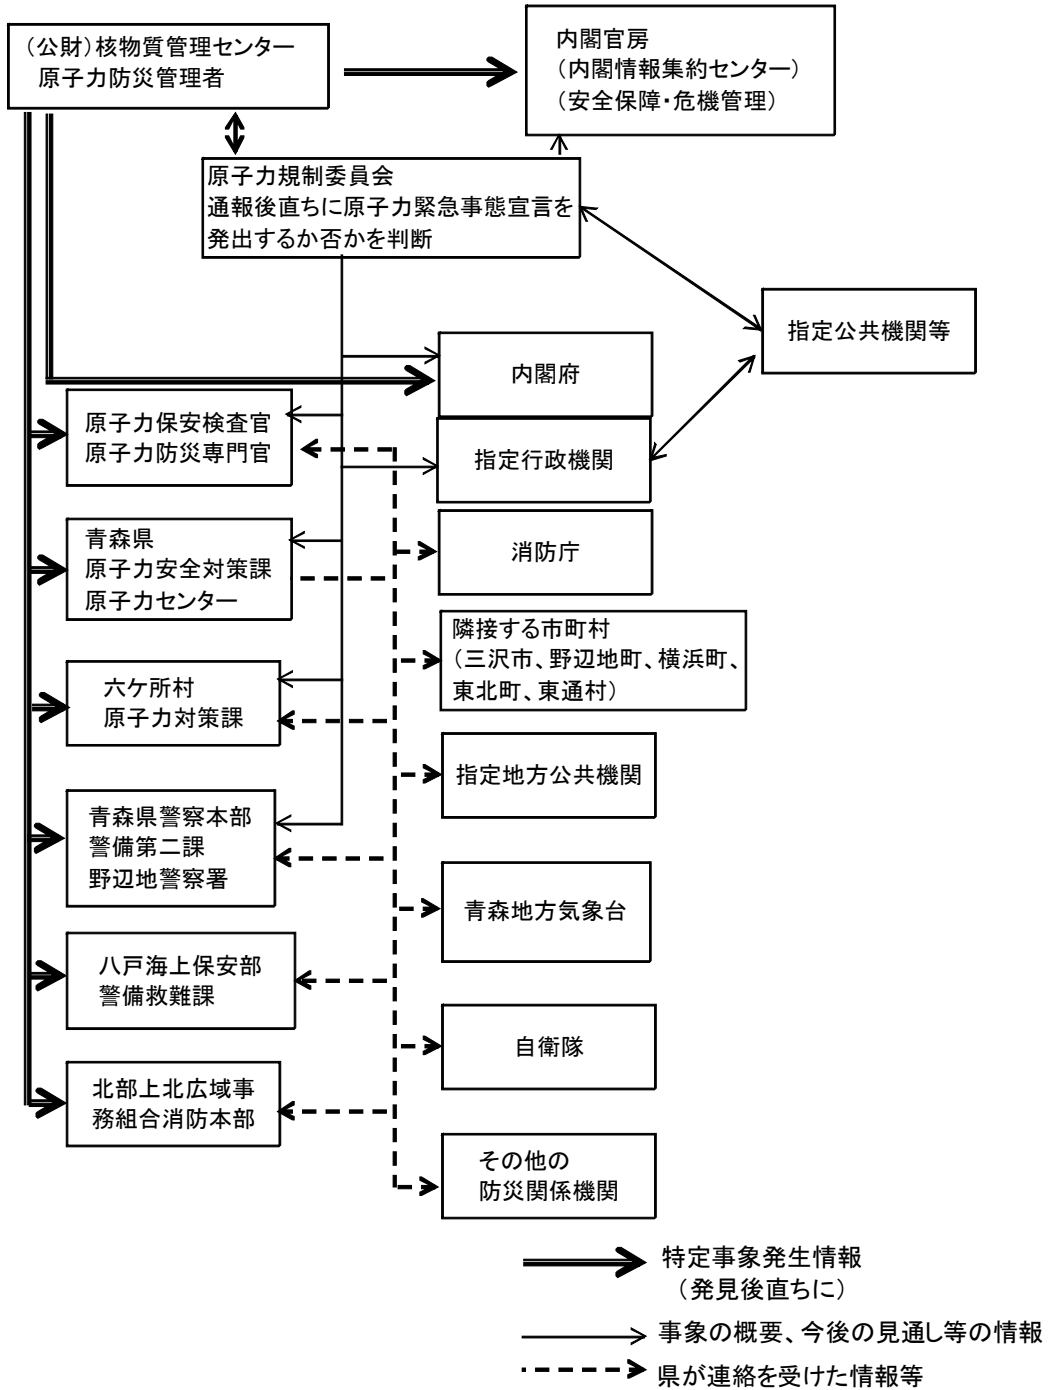 （公財）核物質管理センター
原子力防災管理者
内閣官房
（内閣情報集約センター）
（安全保障・危機管理）
原子力規制委員会
通報後直ちに原子力緊急事態宣言を
発出するか否かを判断
指定公共機関等
内閣府
原子力保安検査官
原子力防災専門官
指定行政機関
青森県
原子力安全対策課
原子力センター
消防庁
隣接する市町村
（三沢市、野辺地町、横浜町、
東北町、東通村）
六ケ所村
原子力対策課
指定地方公共機関
青森県警察本部
警備第二課
野辺地警察署
青森地方気象台
八戸海上保安部
警備救難課
自衛隊
北部上北広域事
務組合消防本部
その他の
防災関係機関
特定事象発生情報
（発見後直ちに）
事象の概要、今後の見通し等の情報
県が連絡を受けた情報等